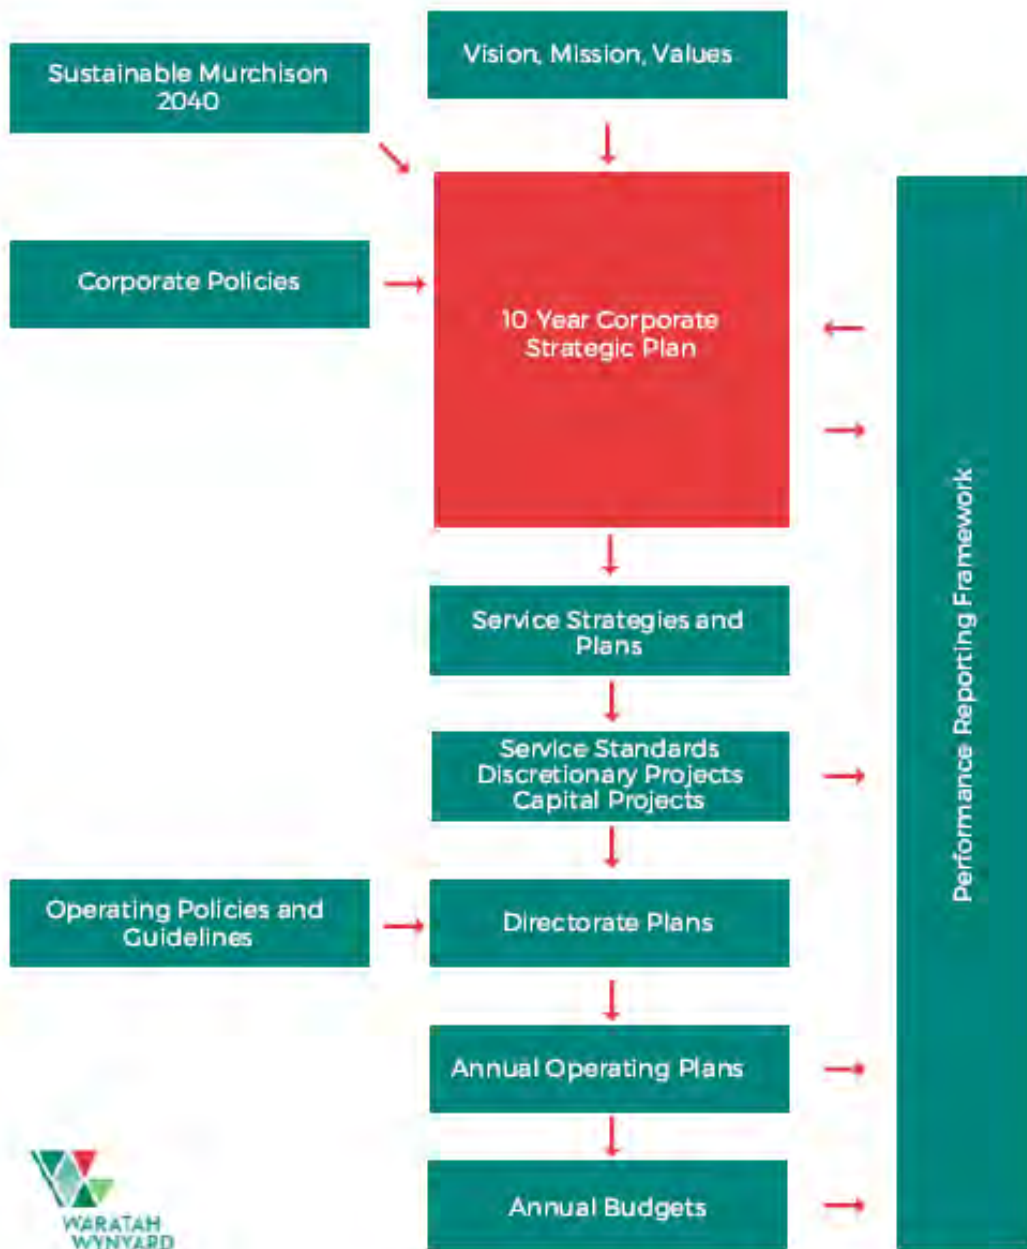 Vision, Mission, Values
Sustainable Murchison
2040
Corporate Policies
10 Year Corporate
Strategic Plan
Service Strategies and
Plans
Service Standards
Discretionary Projects
Capital Projects
Operating Policies and
Guidelines
Directorate Plans
Annual Operating Plans
Annual Budgets
Performance Reporting Framework
WARATAH
WYNYARD